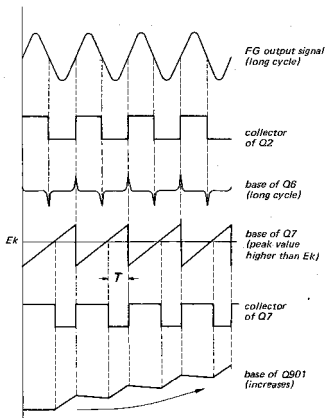 FG output signal
(long cycle)
collector
of Q2
base of Q6
(long cycle)
Ek
base of Q7
(peak value
higher than Ek)
T
collector
of Q7
base of Q901
(increases)